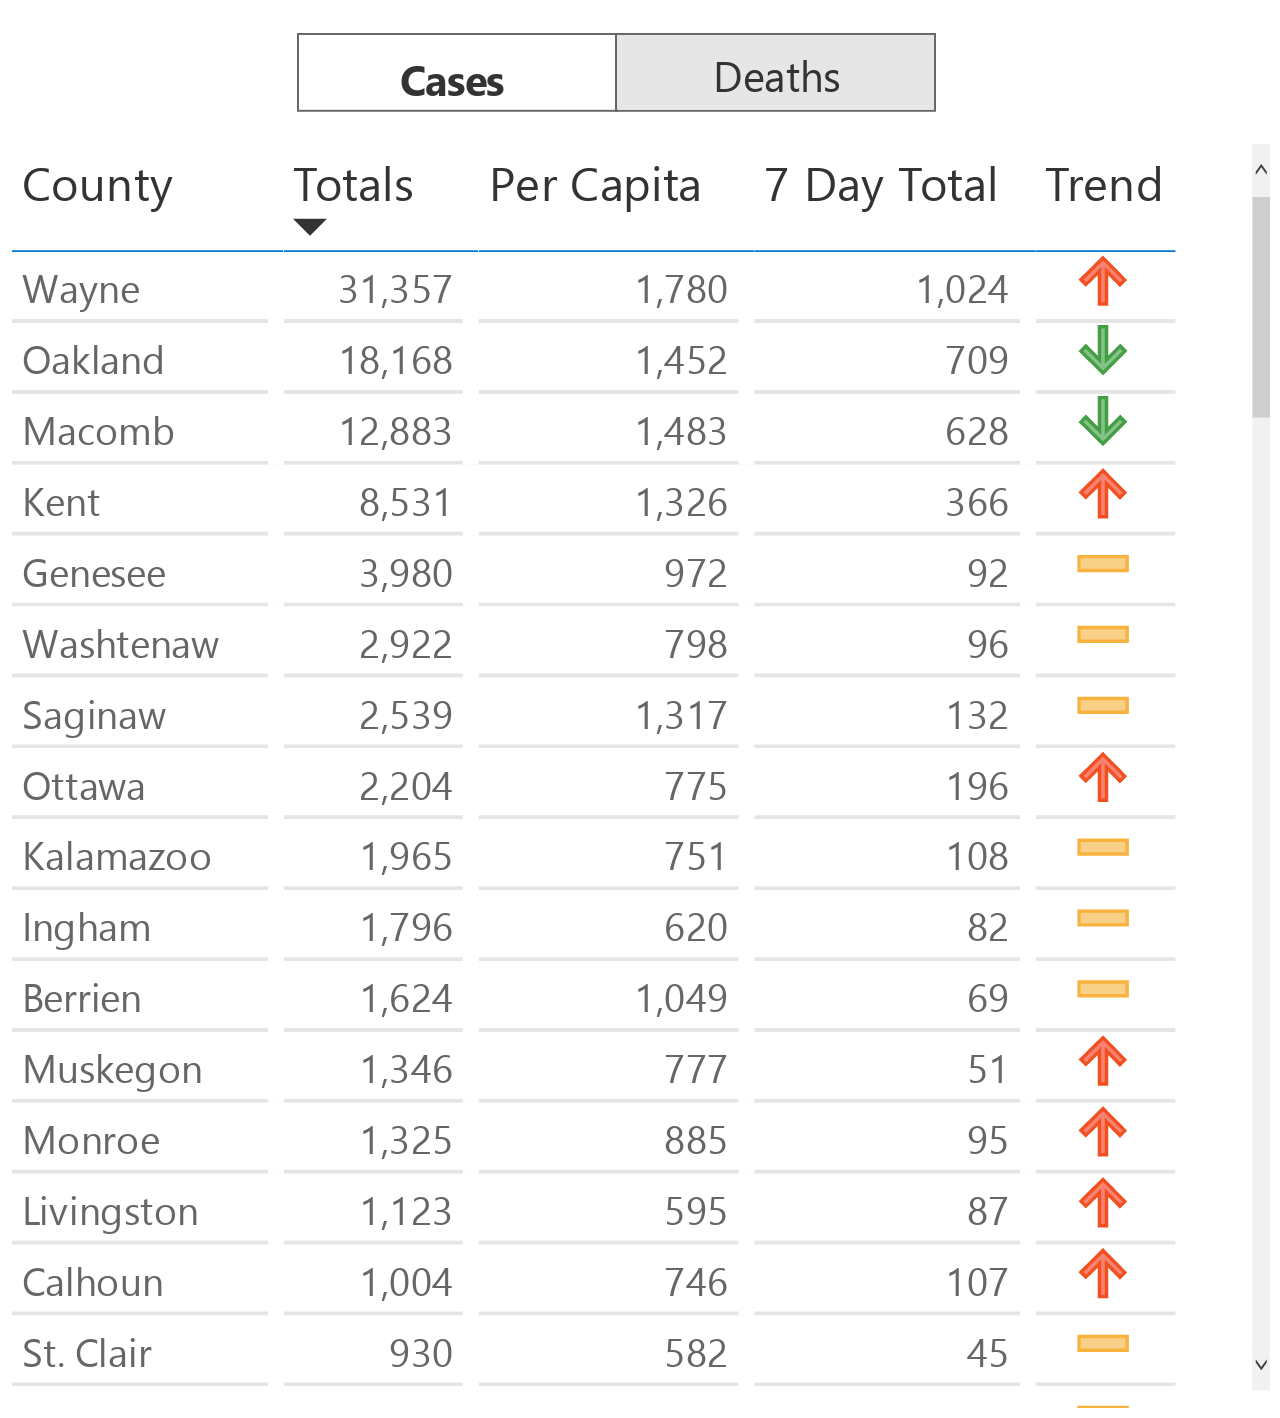 Cases Deaths
County Totals Per Capita 7 Day Total Trend
Wayne 31,357 1,780 1,024
Oakland 18,168 1,452 709
Macomb 12,883 1,483 628
Kent 8,531 1,326 366
Genesee 3,980 972 92
Washtenaw 2,922 798 96
Saginaw 2,539 1,317 132
Ottawa 2,204 775 196
Kalamazoo 1,965 751 108
Ingham 1,796 620 82
Berrien 1,624 1,049 69
Muskegon 1,346 777 51
Monroe 1,325 885 95
Livingston 1,123 595 87
Calhoun 1,004 746 107
St. Clair 930 582 45